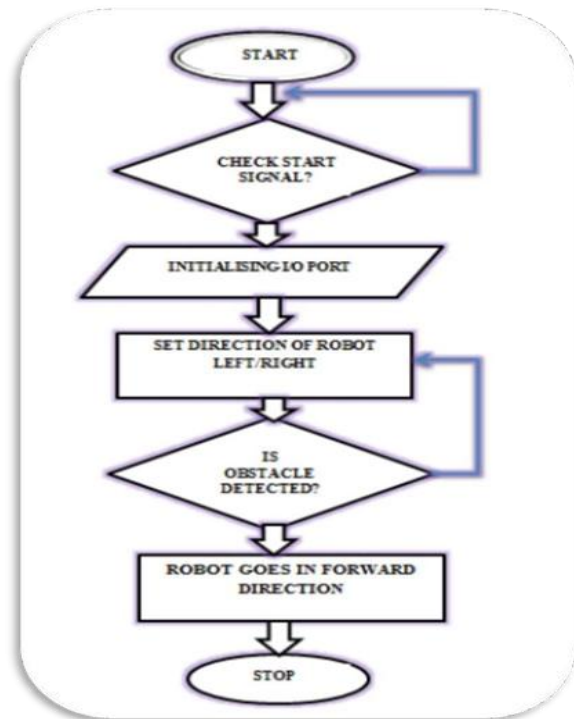 START
CHECK START
SIGNAL?
INITIALISING I/O PORT
SET DIRECTION OF ROBOT
LEFT/RIGHT
IS
OBSTACLE
DETECTED?
ROBOT GOES IN FORWARD
DIRECTION
STOP